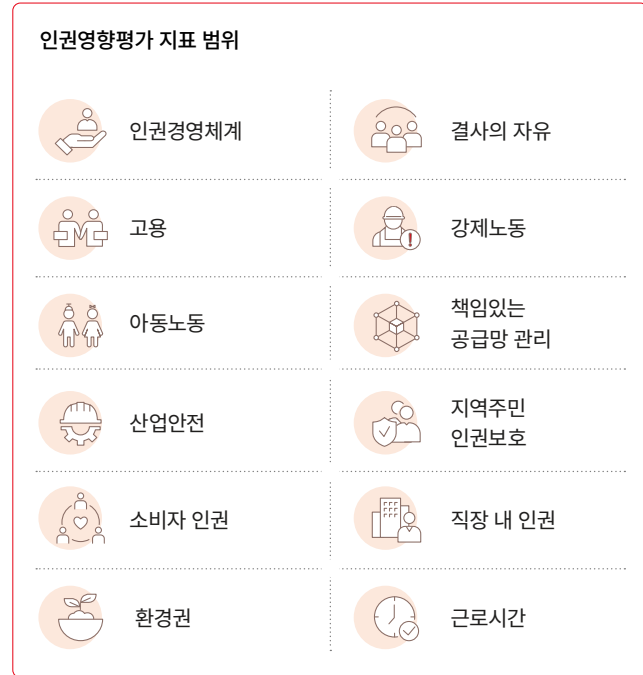 인권영향평가 지표 범위
인권경영체계
결사의 자유
고용
강제노동
아동노동
책임있는
공급망 관리
산업안전
지역주민
인권보호
소비자 인권
직장 내 인권
환경권
근로시간